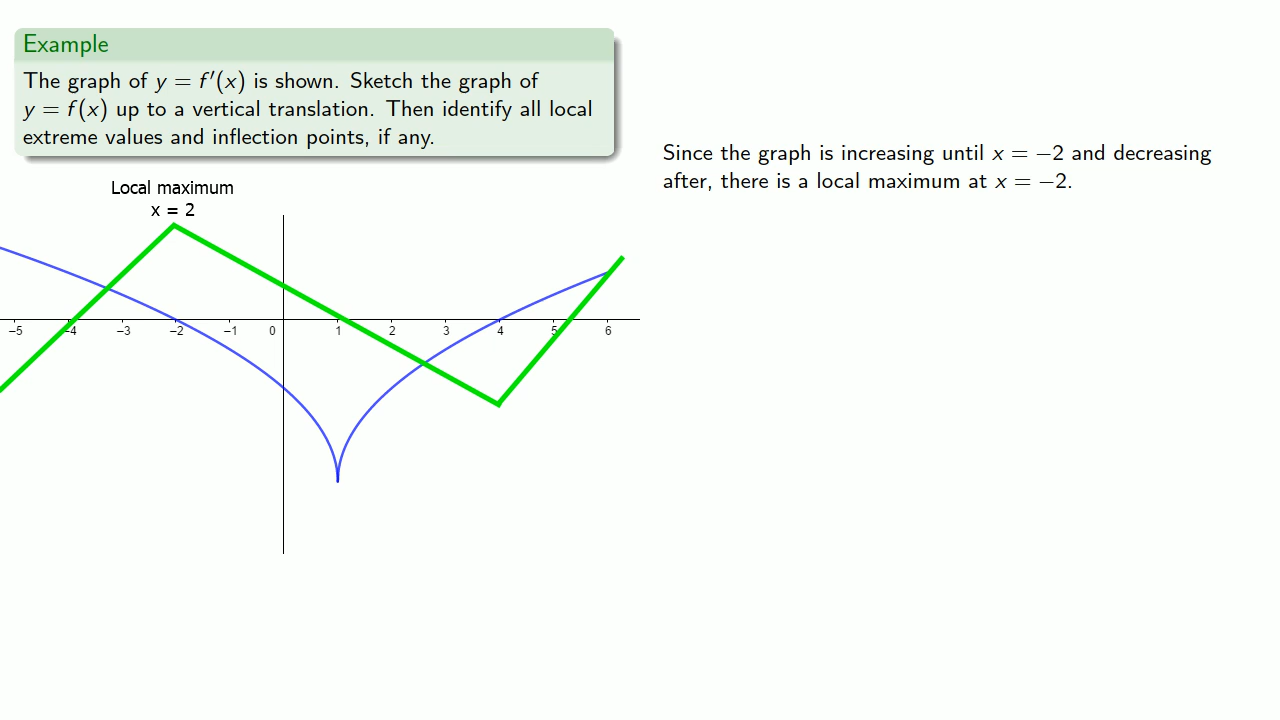 Example
The graph of y = f′(x) is shown. Sketch the graph of
y = f(x) up to a vertical translation. Then identify all local
extreme values and inflection points, if any.
Since the graph is increasing until x = −2 and decreasing
after, there is a local maximum at x = −2.
Local maximum
x = 2
−5 −4 −3 −2 −1 0 1 2 3 4 5 6